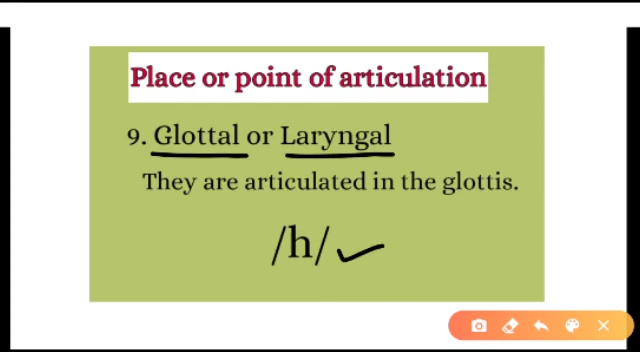 Place or point of articulation
9. Glottal or Laryngal
They are articulated in the glottis.
/h/